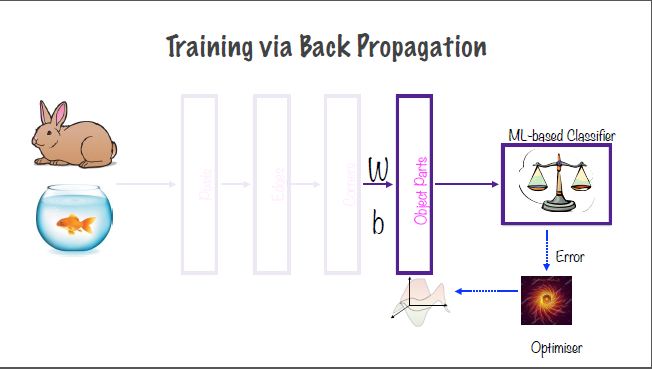 Training via Back Propagation
ML-based Classifier
W
b
Pixels
Edges
Corners
Object Parts
Error
Optimiser